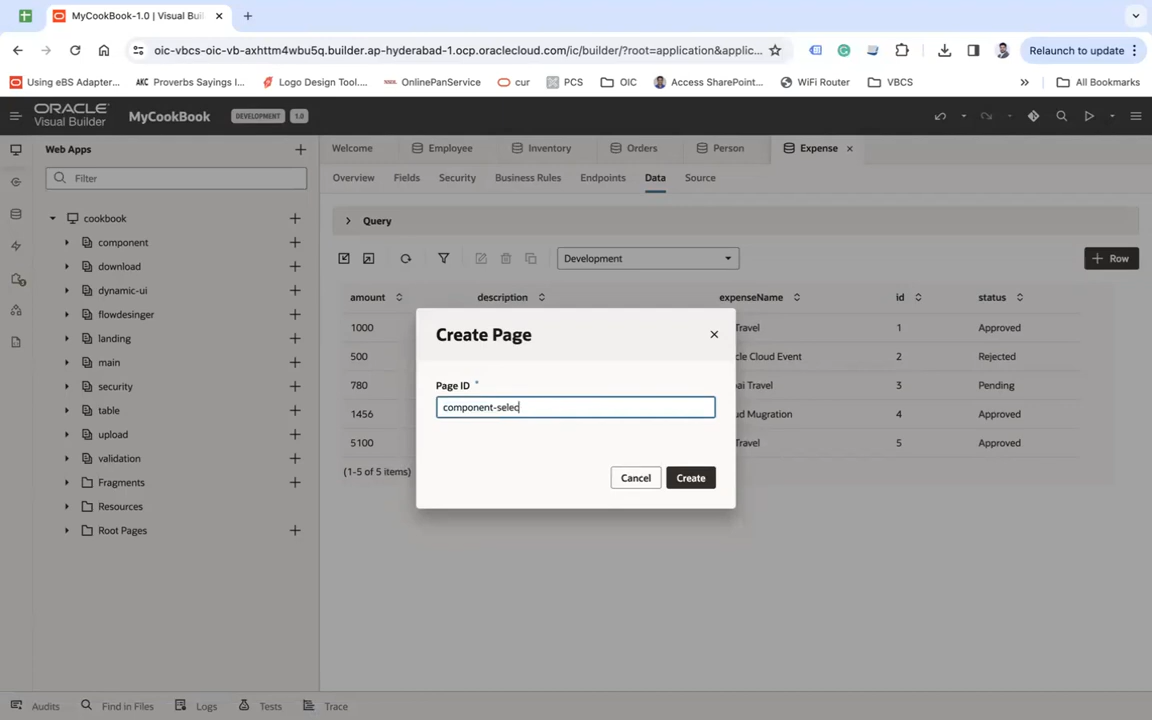 MyCookBook-1.0 | Visual Buil
oic-vbcs-oic-vb-axhttm4wbu5q.builder.ap-hyderabad-1.ocp.oraclecloud.com/ic/builder/?root=application&applic...
Relaunch to update
Using eBS Adapter...
AKC Proverbs Sayings I...
Logo Design Tool....
OnlinePanService
cur
PCS
OIC
Access SharePoint...
WiFi Router
VBCS
»
All Bookmarks
ORACLE
Visual Builder
MyCookBook
DEVELOPMENT
1.0
Web Apps
Filter
cookbook
component
download
dynamic-ui
flowdesinger
landing
main
security
table
upload
validation
Fragments
Resources
Root Pages
Welcome
Employee
Inventory
Orders
Person
Expense
Overview
Fields
Security
Business Rules
Endpoints
Data
Source
Query
Development
Row
amount description expenseName id status
1000 Travel 1 Approved
500 cle Cloud Event 2 Rejected
780 ai Travel 3 Pending
1456 ud Mugration 4 Approved
5100 Travel 5 Approved
(1-5 of 5 items)
Create Page
Page ID *
component-selec
Cancel
Create
Audits
Find in Files
Logs
Tests
Trace